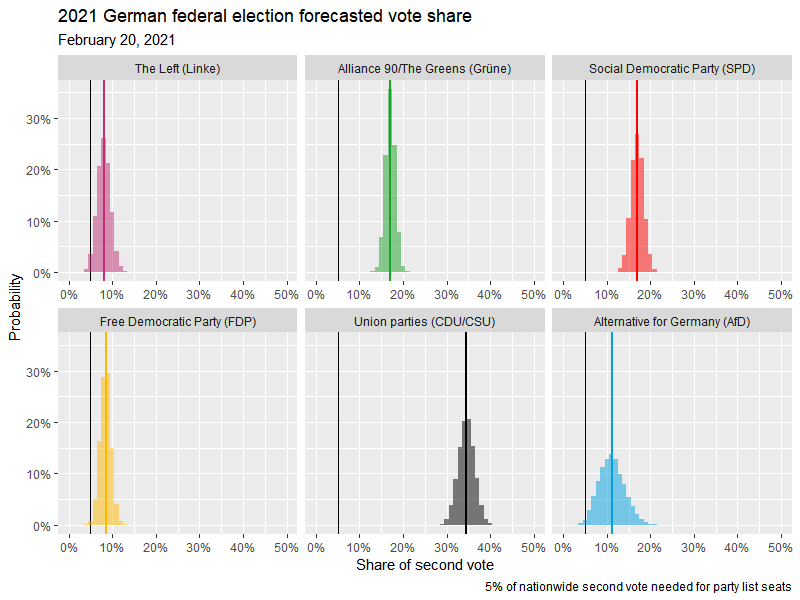 2021 German federal election forecasted vote share
February 20, 2021
The Left (Linke) Alliance 90/The Greens (Grüne) Social Democratic Party (SPD)
30%
20%
10%
0%
0% 10% 20% 30% 40% 50% 0% 10% 20% 30% 40% 50% 0% 10% 20% 30% 40% 50%
Probability
Free Democratic Party (FDP) Union parties (CDU/CSU) Alternative for Germany (AfD)
30%
20%
10%
0%
0% 10% 20% 30% 40% 50% 0% 10% 20% 30% 40% 50% 0% 10% 20% 30% 40% 50%
Share of second vote
5% of nationwide second vote needed for party list seats